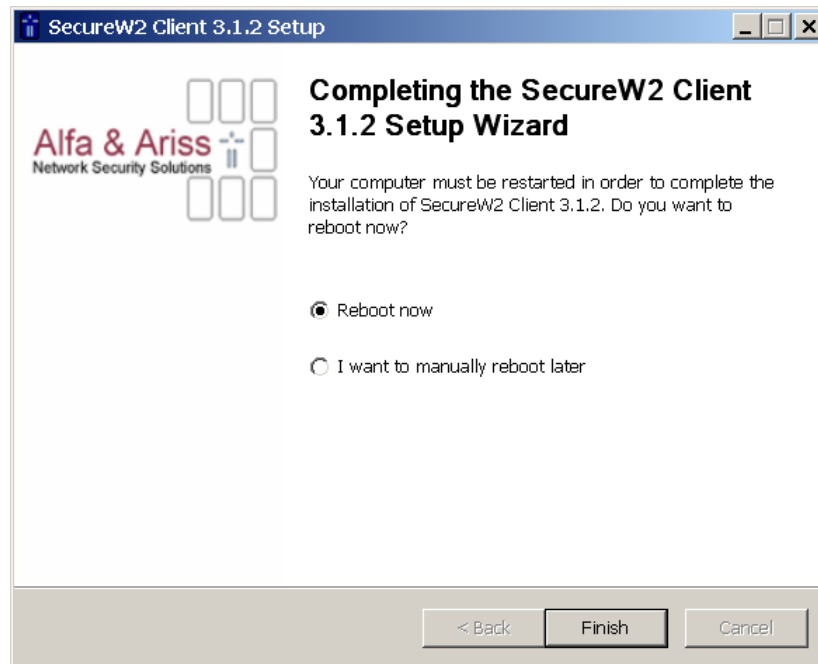 SecureW2 Client 3.1.2 Setup
Alfa & Ariss
Network Security Solutions
Completing the SecureW2 Client
3.1.2 Setup Wizard
Your computer must be restarted in order to complete the
installation of SecureW2 Client 3.1.2. Do you want to
reboot now?
Reboot now
I want to manually reboot later
< Back
Finish
Cancel